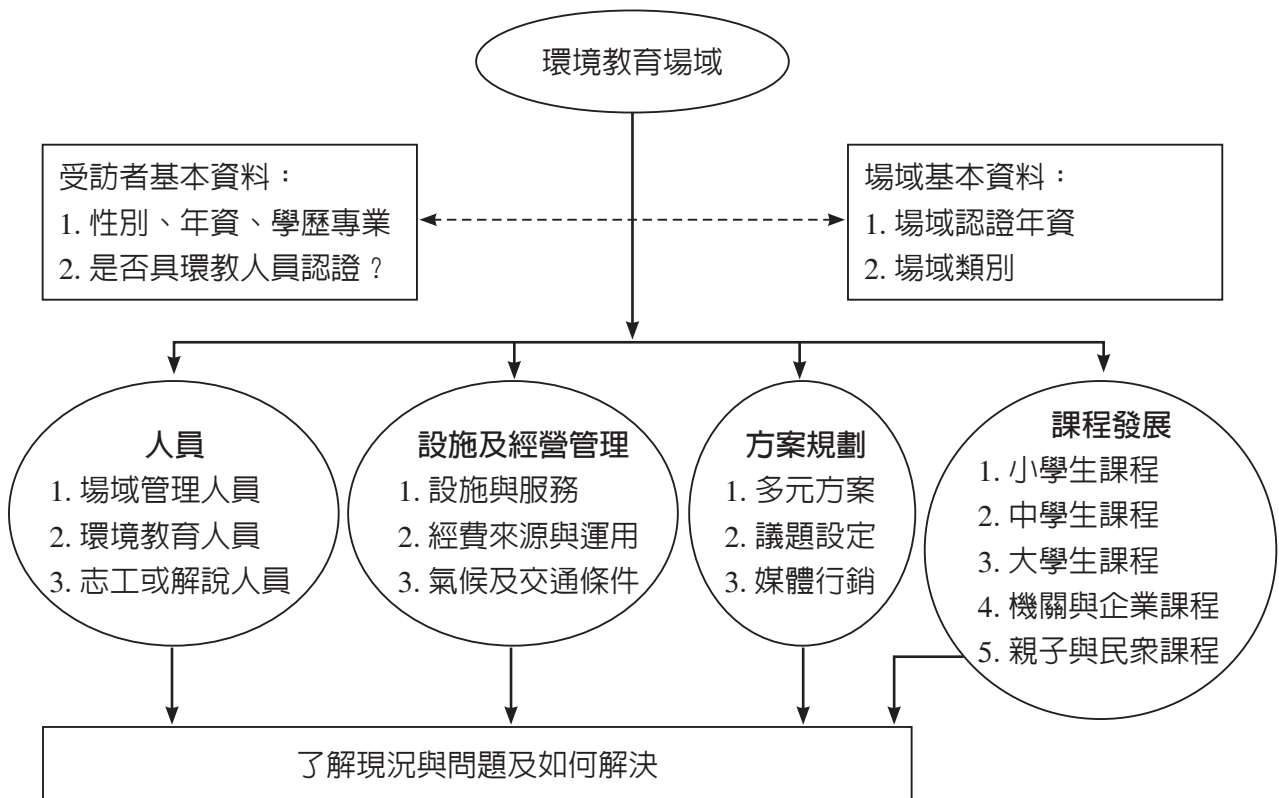 環境教育場域
受訪者基本資料：
1. 性別、年資、學歷專業
2. 是否具環教人員認證？
場域基本資料：
1. 場域認證年資
2. 場域類別
人員
1. 場域管理人員
2. 環境教育人員
3. 志工或解說人員
設施及經營管理
1. 設施與服務
2. 經費來源與運用
3. 氣候及交通條件
方案規劃
1. 多元方案
2. 議題設定
3. 媒體行銷
課程發展
1. 小學生課程
2. 中學生課程
3. 大學生課程
4. 機關與企業課程
5. 親子與民眾課程
了解現況與問題及如何解決